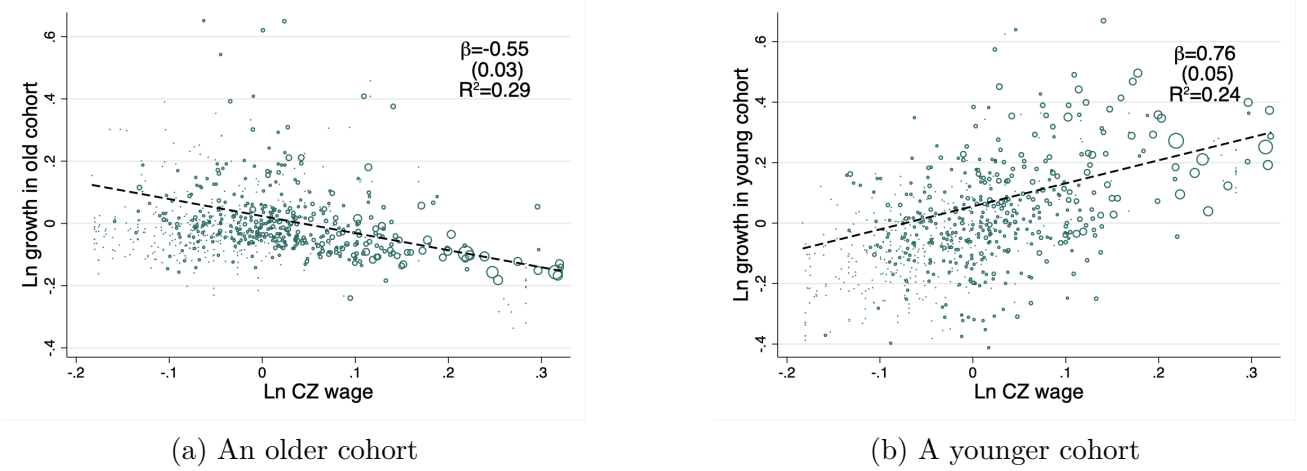 Ln growth in old cohort
.6
.4
.2
0
-.2
-.4
β=-0.55
(0.03)
R²=0.29
-.2 -.1 0 .1 .2 .3
Ln CZ wage
(a) An older cohort
Ln growth in young cohort
.6
.4
.2
0
-.2
-.4
β=0.76
(0.05)
R²=0.24
-.2 -.1 0 .1 .2 .3
Ln CZ wage
(b) A younger cohort